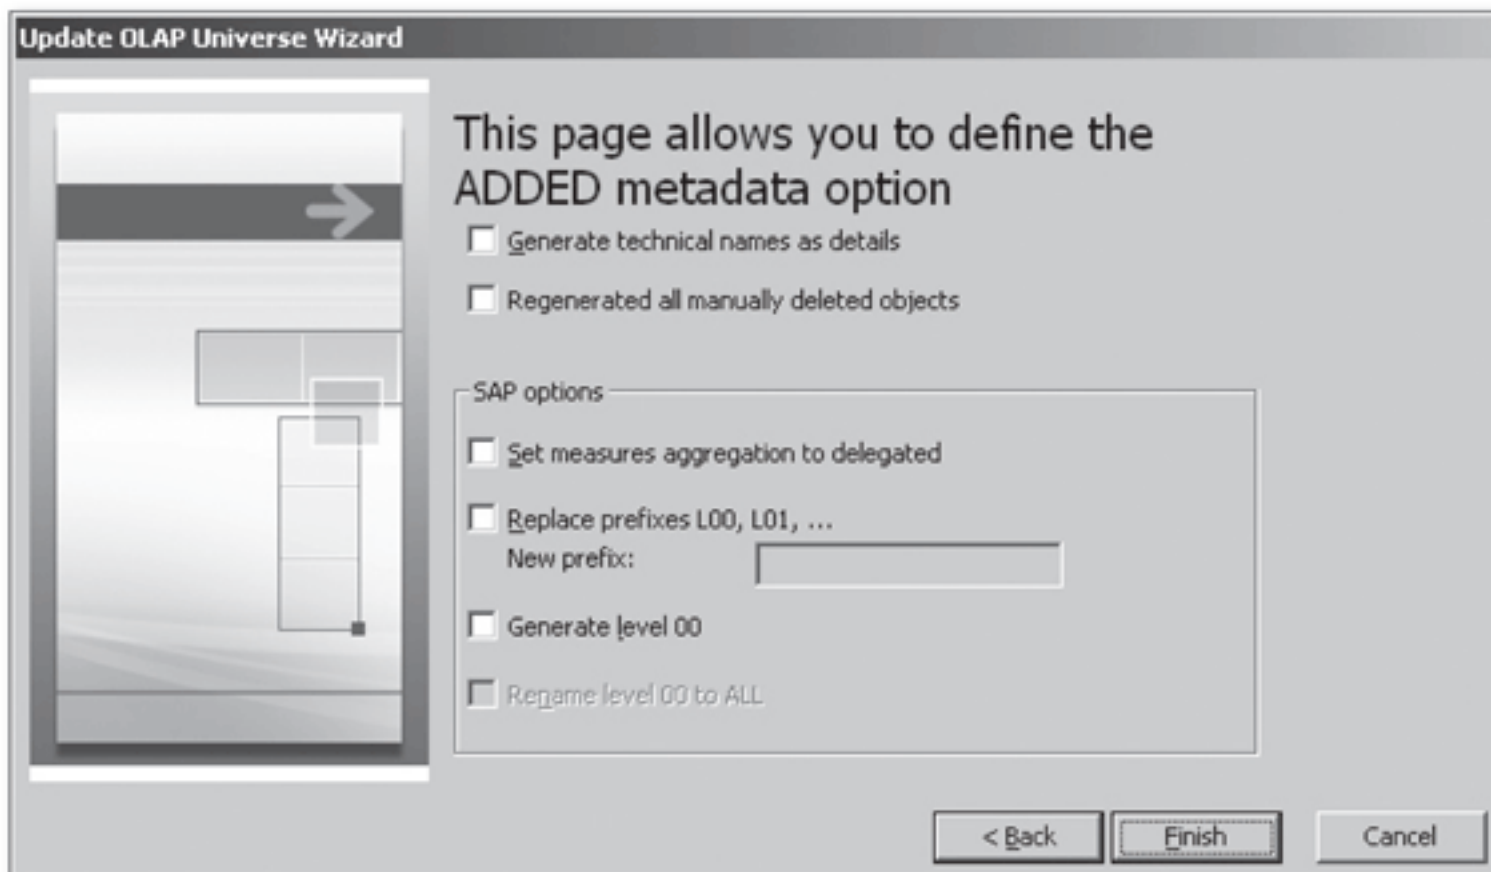 Update OLAP Universe Wizard
This page allows you to define the
ADDED metadata option
Generate technical names as details
Regenerated all manually deleted objects
SAP options
Set measures aggregation to delegated
Replace prefixes L00, L01, ...
New prefix:
Generate level 00
Rename level 00 to ALL
< Back
Finish
Cancel